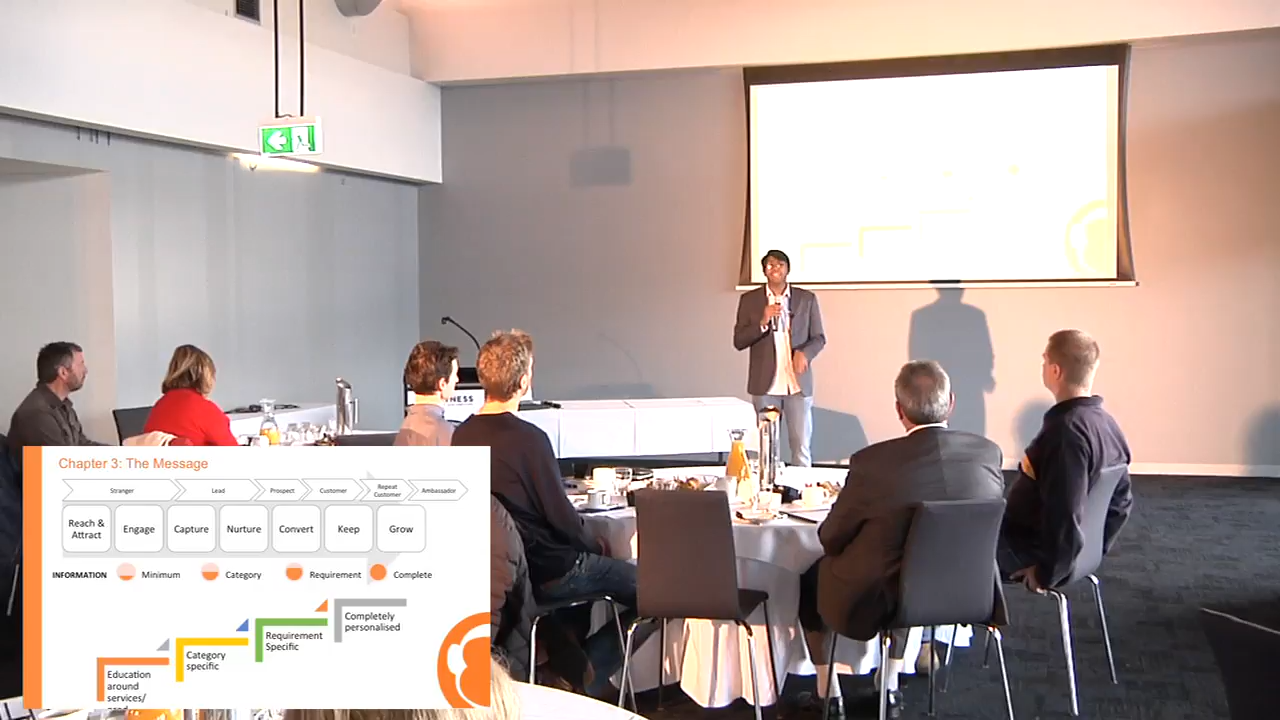 NESS
Chapter 3: The Message
Stranger
Lead
Prospect
Customer
Repeat
Customer
Ambassador
Reach &
Attract
Engage
Capture
Nurture
Convert
Keep
Grow
INFORMATION
Minimum
Category
Requirement
Complete
Completely
personalised
Requirement
Specific
Category
specific
Education
around
services/